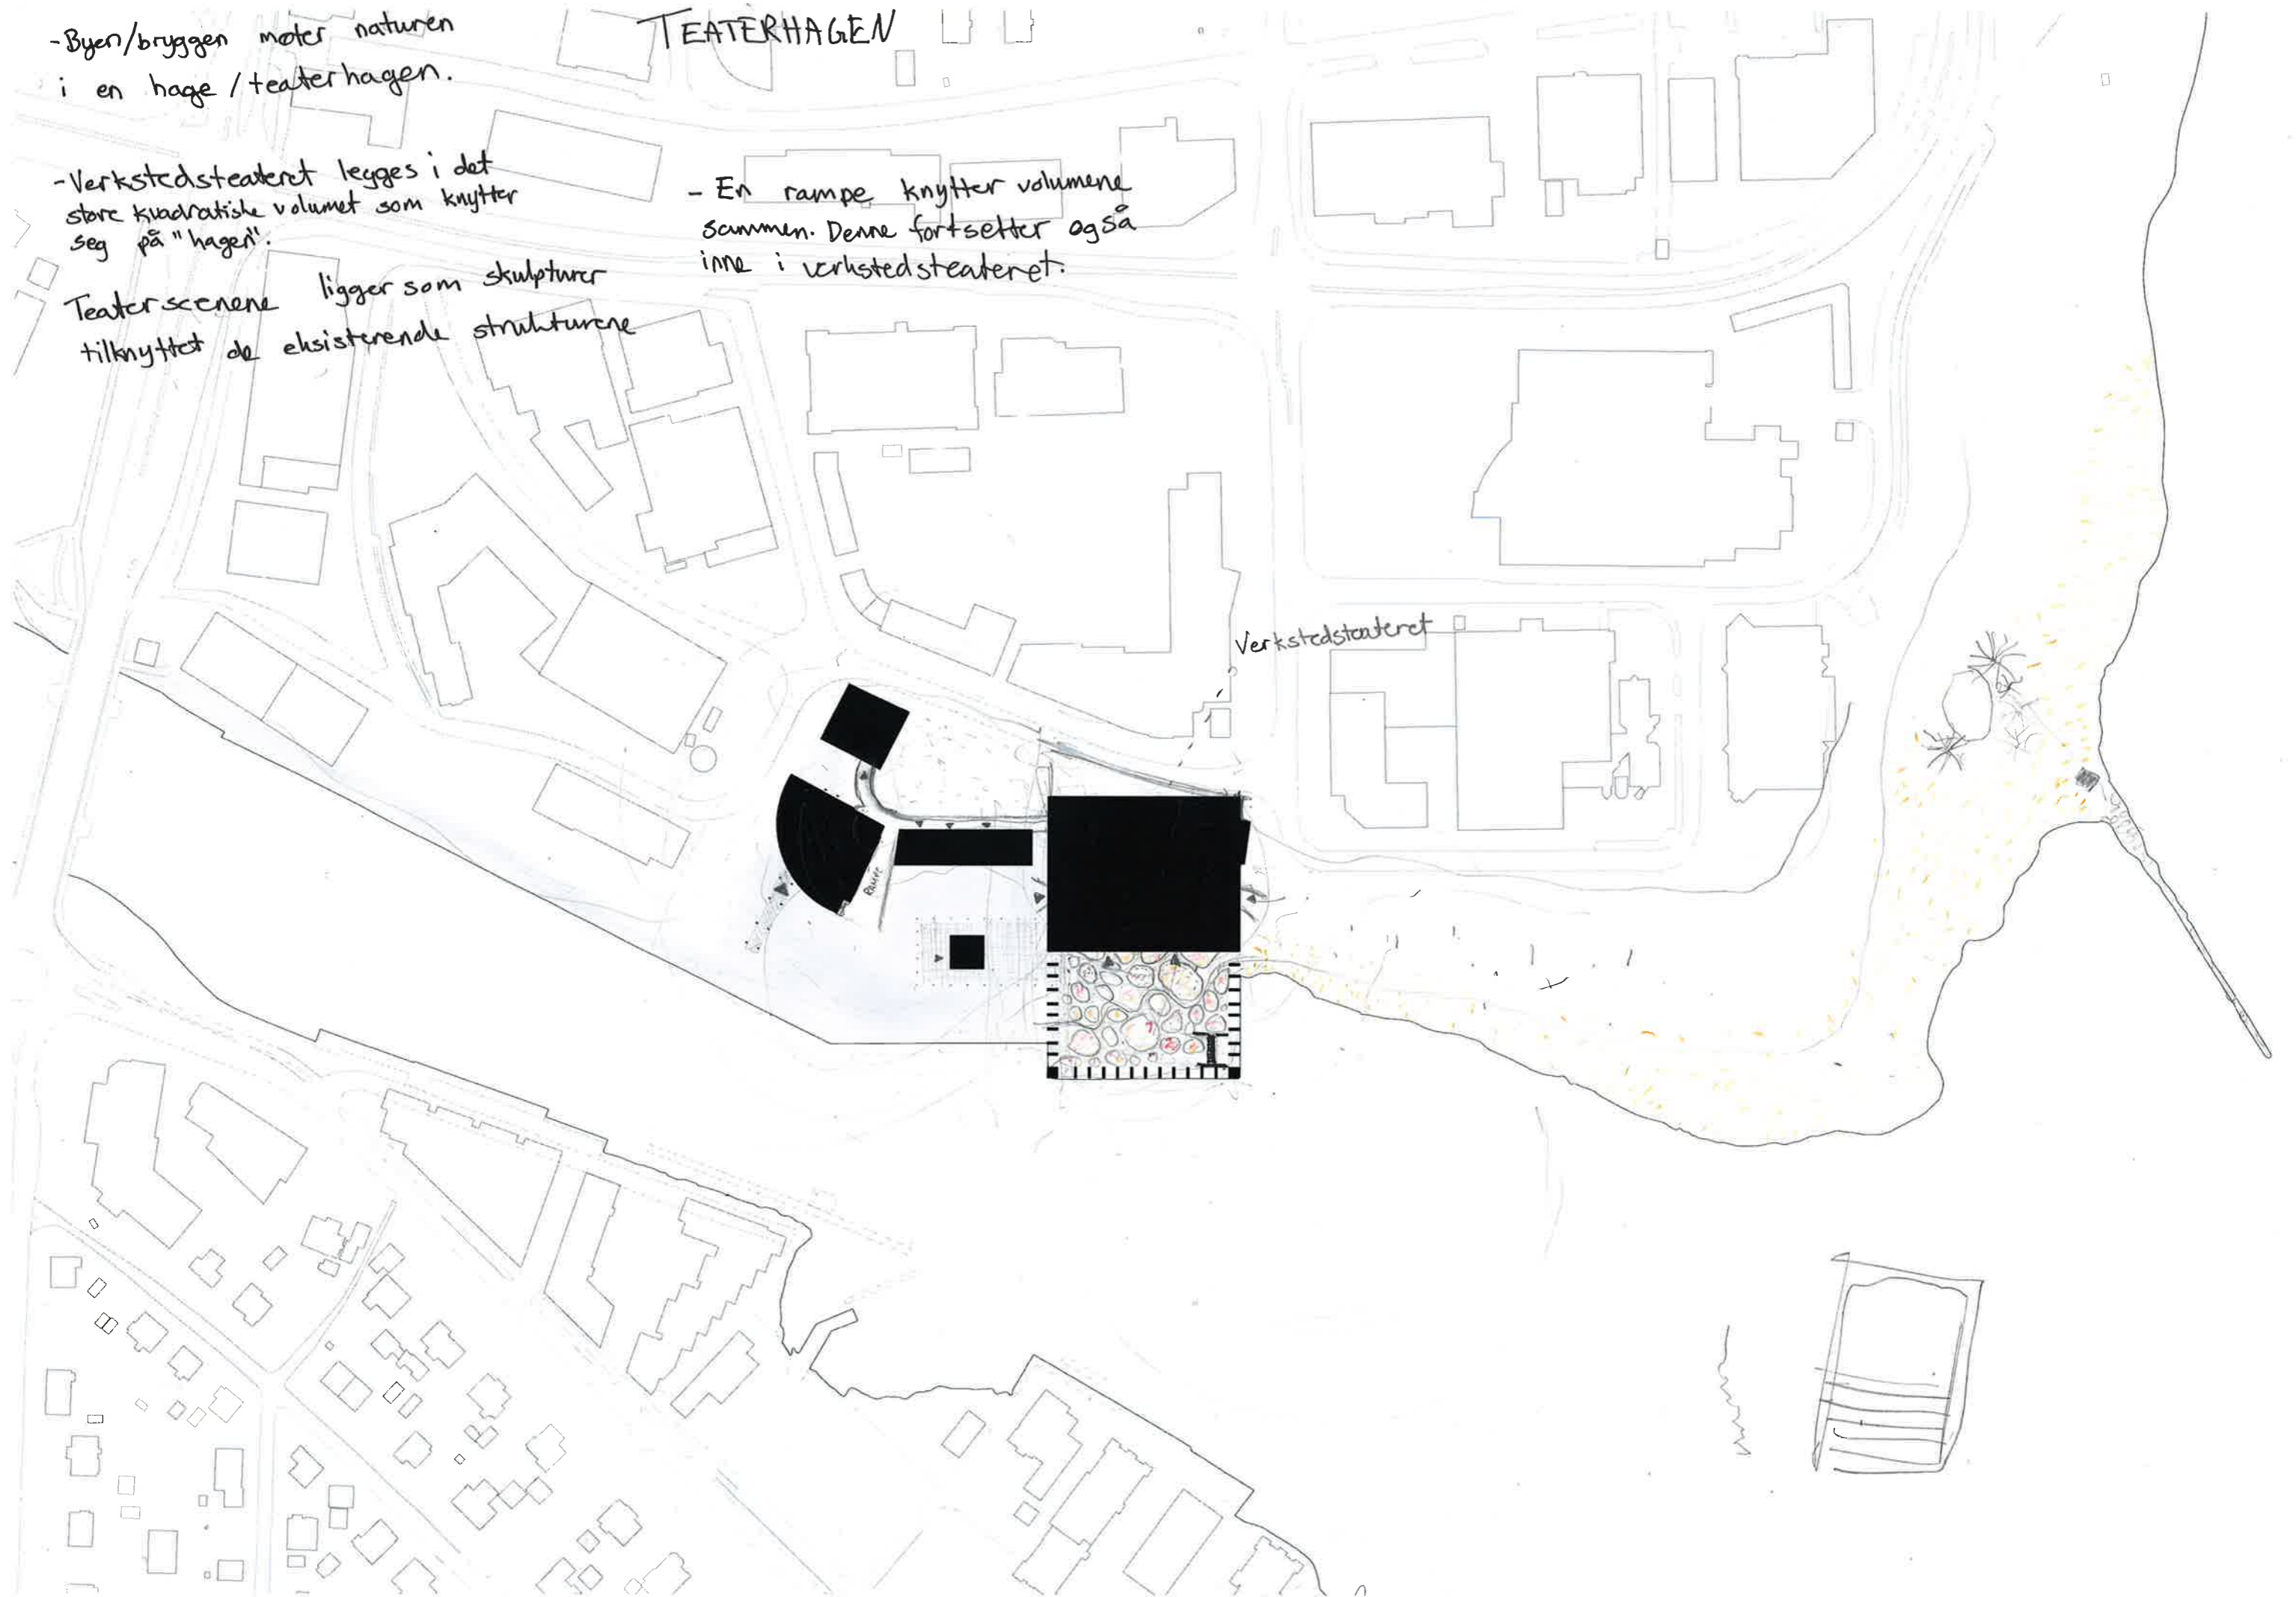 TEATERHAGEN
-Byen/bryggen møter naturen
i en hage/teaterhagen.
-Verkstedsteateret legges i det
store kvadratiske volumet som knytter
seg på "hagen".
Teaterscenene ligger som skulpturer
tilknyttet de eksisterende strukturene
- En rampe knytter volumene
sammen. Denne fortsetter også
inne i verkstedsteateret.
Verkstedsteateret
RAMPE